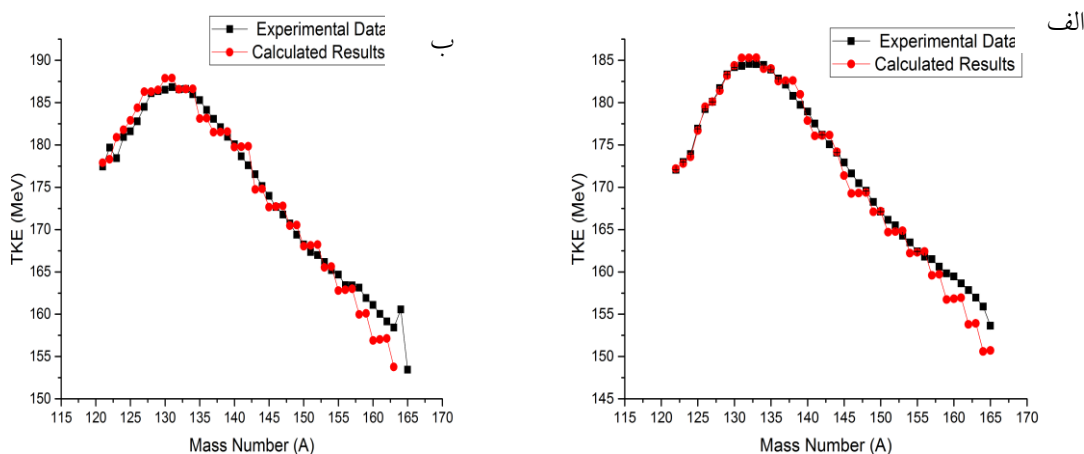 الف
Experimental Data
Calculated Results
TKE (MeV)
185
180
175
170
165
160
155
150
145
115 120 125 130 135 140 145 150 155 160 165 170
Mass Number (A)
ب
Experimental Data
Calculated Results
TKE (MeV)
190
185
180
175
170
165
160
155
150
115 120 125 130 135 140 145 150 155 160 165 170
Mass Number (A)